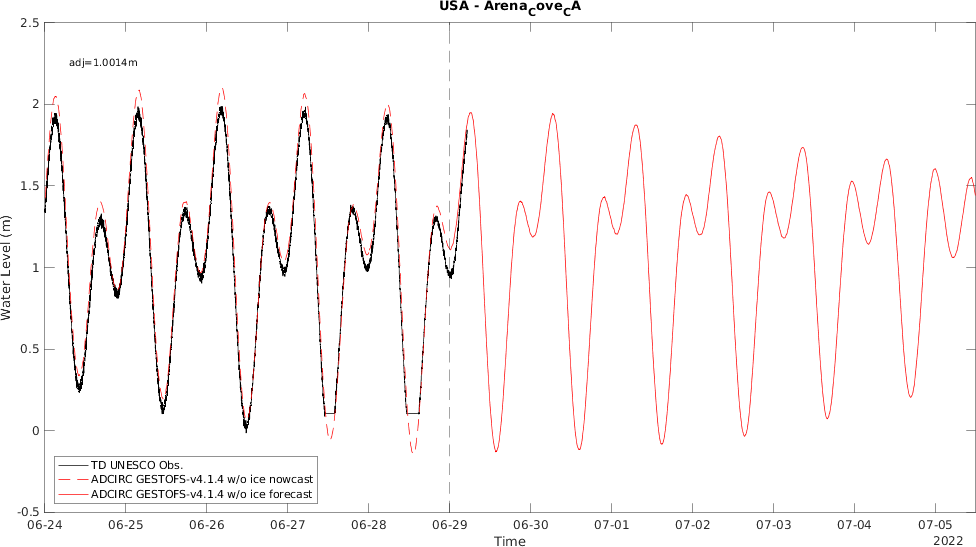 USA - ArenaCoveCA
adj=1.0014m
2.5
2
1.5
1
0.5
0
-0.5
Water Level (m)
TD UNESCO Obs.
ADCIRC GESTOFS-v4.1.4 w/o ice nowcast
ADCIRC GESTOFS-v4.1.4 w/o ice forecast
06-24 06-25 06-26 06-27 06-28 06-29 06-30 07-01 07-02 07-03 07-04 07-05
Time
2022